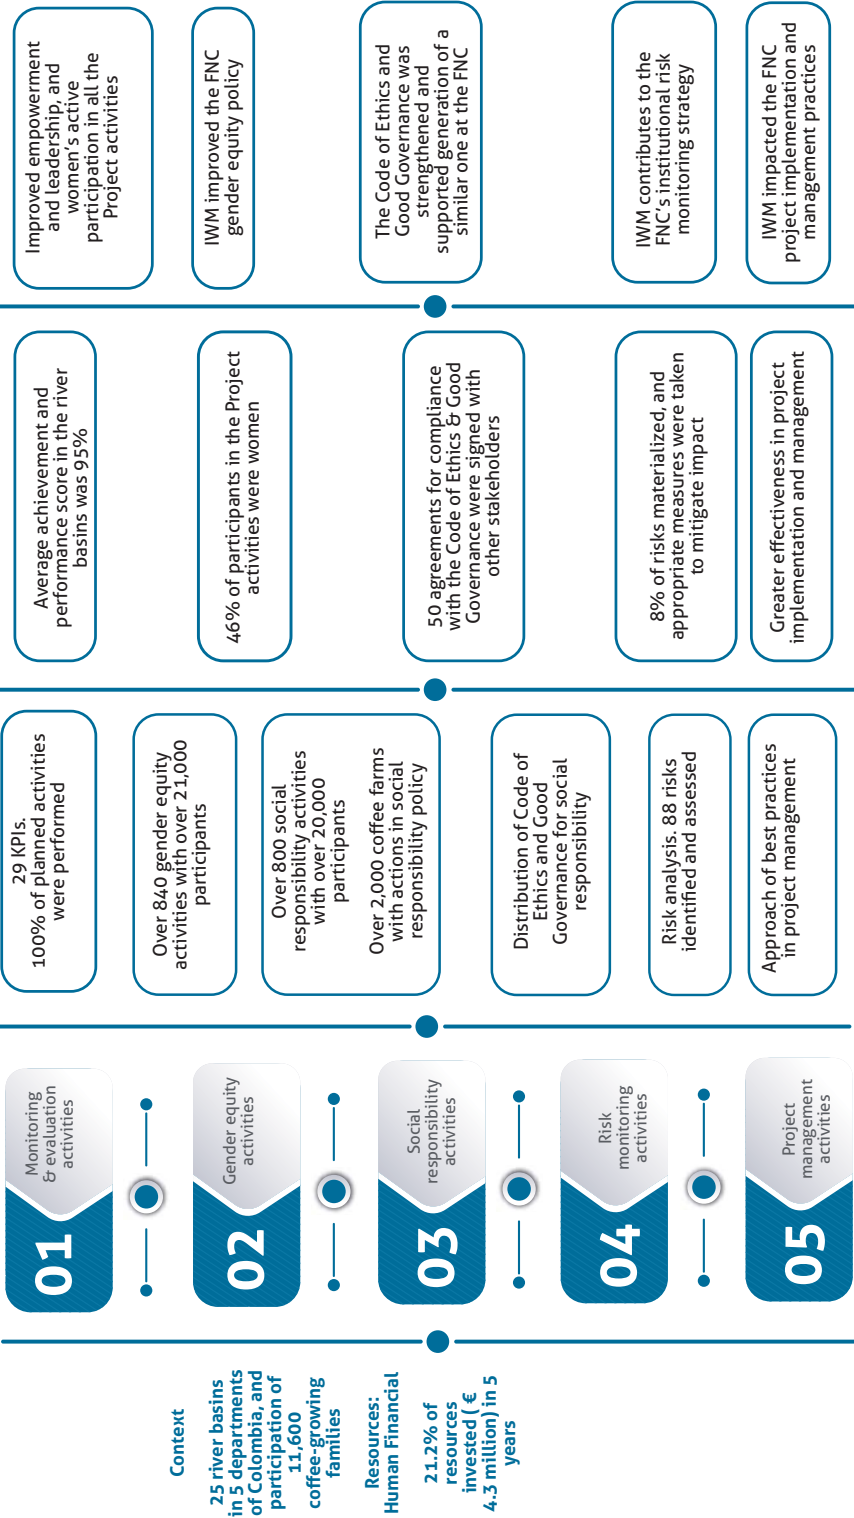 Context
25 river basins
in 5 departments
of Colombia, and
participation of
11,600
coffee-growing
families
Resources:
Human Financial
21.2% of
resources
invested ( €
4.3 million) in 5
years
01
Monitoring
& evaluation
activities
02
Gender equity
activities
03
Social
responsibility
activities
04
Risk
monitoring
activities
05
Project
management
activities
29 KPIs.
100% of planned activities
were performed
Over 840 gender equity
activities with over 21,000
participants
Over 800 social
responsibility activities
with over 20,000
participants
Over 2,000 coffee farms
with actions in social
responsibility policy
Distribution of Code of
Ethics and Good
Governance for social
responsibility
Risk analysis. 88 risks
identified and assessed
Approach of best practices
in project management
Average achievement and
performance score in the river
basins was 95%
46% of participants in the Project
activities were women
50 agreements for compliance
with the Code of Ethics & Good
Governance were signed with
other stakeholders
8% of risks materialized, and
appropriate measures were taken
to mitigate impact
Greater effectiveness in project
implementation and management
Improved empowerment
and leadership, and
women's active
participation in all the
Project activities
IWM improved the FNC
gender equity policy
The Code of Ethics and
Good Governance was
strengthened and
supported generation of a
similar one at the FNC
IWM contributes to the
FNC's institutional risk
monitoring strategy
IWM impacted the FNC
project implementation and
management practices